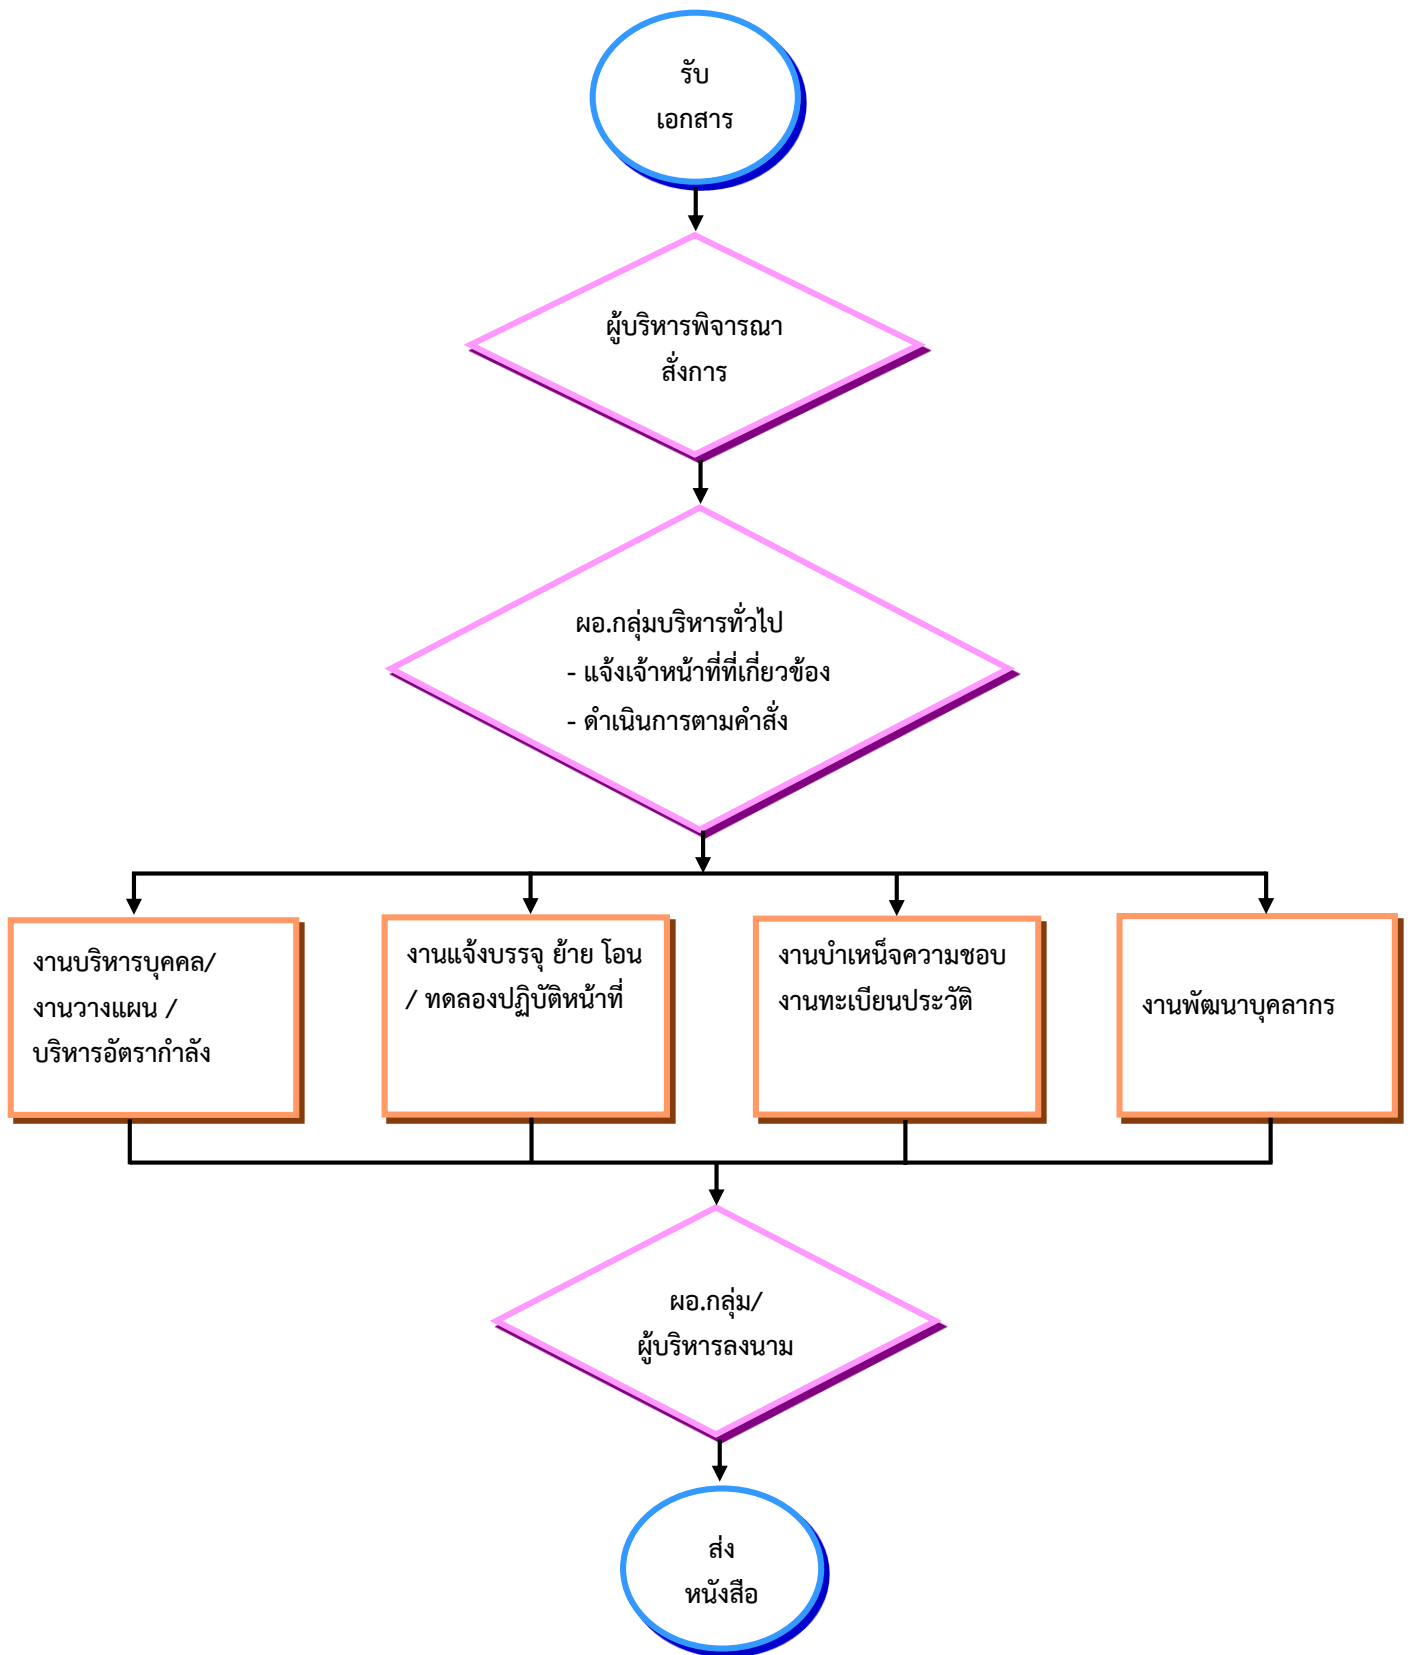 รับ
เอกสาร
ผู้บริหารพิจารณา
สั่งการ
ผอ.กลุ่มบริหารทั่วไป
- แจ้งเจ้าหน้าที่ที่เกี่ยวข้อง
- ดำเนินการตามคำสั่ง
งานบริหารบุคคล/
งานวางแผน /
บริหารอัตรากำลัง
งานแจ้งบรรจุ ย้าย โอน
/ ทดลองปฏิบัติหน้าที่
งานบำเหน็จความชอบ
งานทะเบียนประวัติ
งานพัฒนาบุคลากร
ผอ.กลุ่ม/
ผู้บริหารลงนาม
ส่ง
หนังสือ